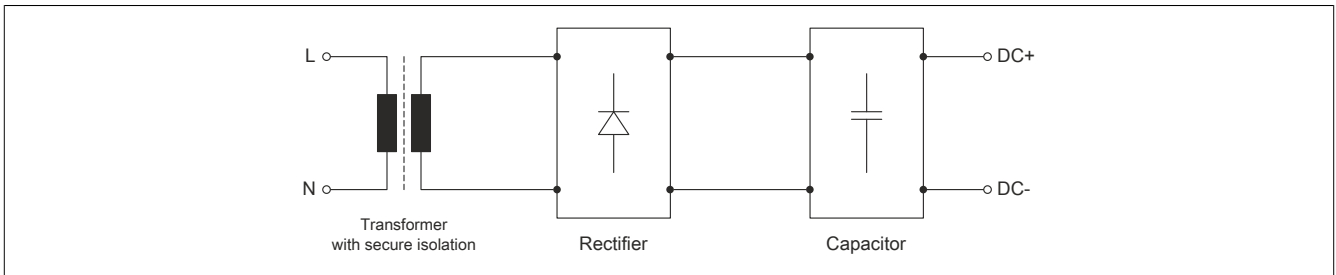 L
DC+
N
DC-
Transformer
with secure isolation
Rectifier
Capacitor